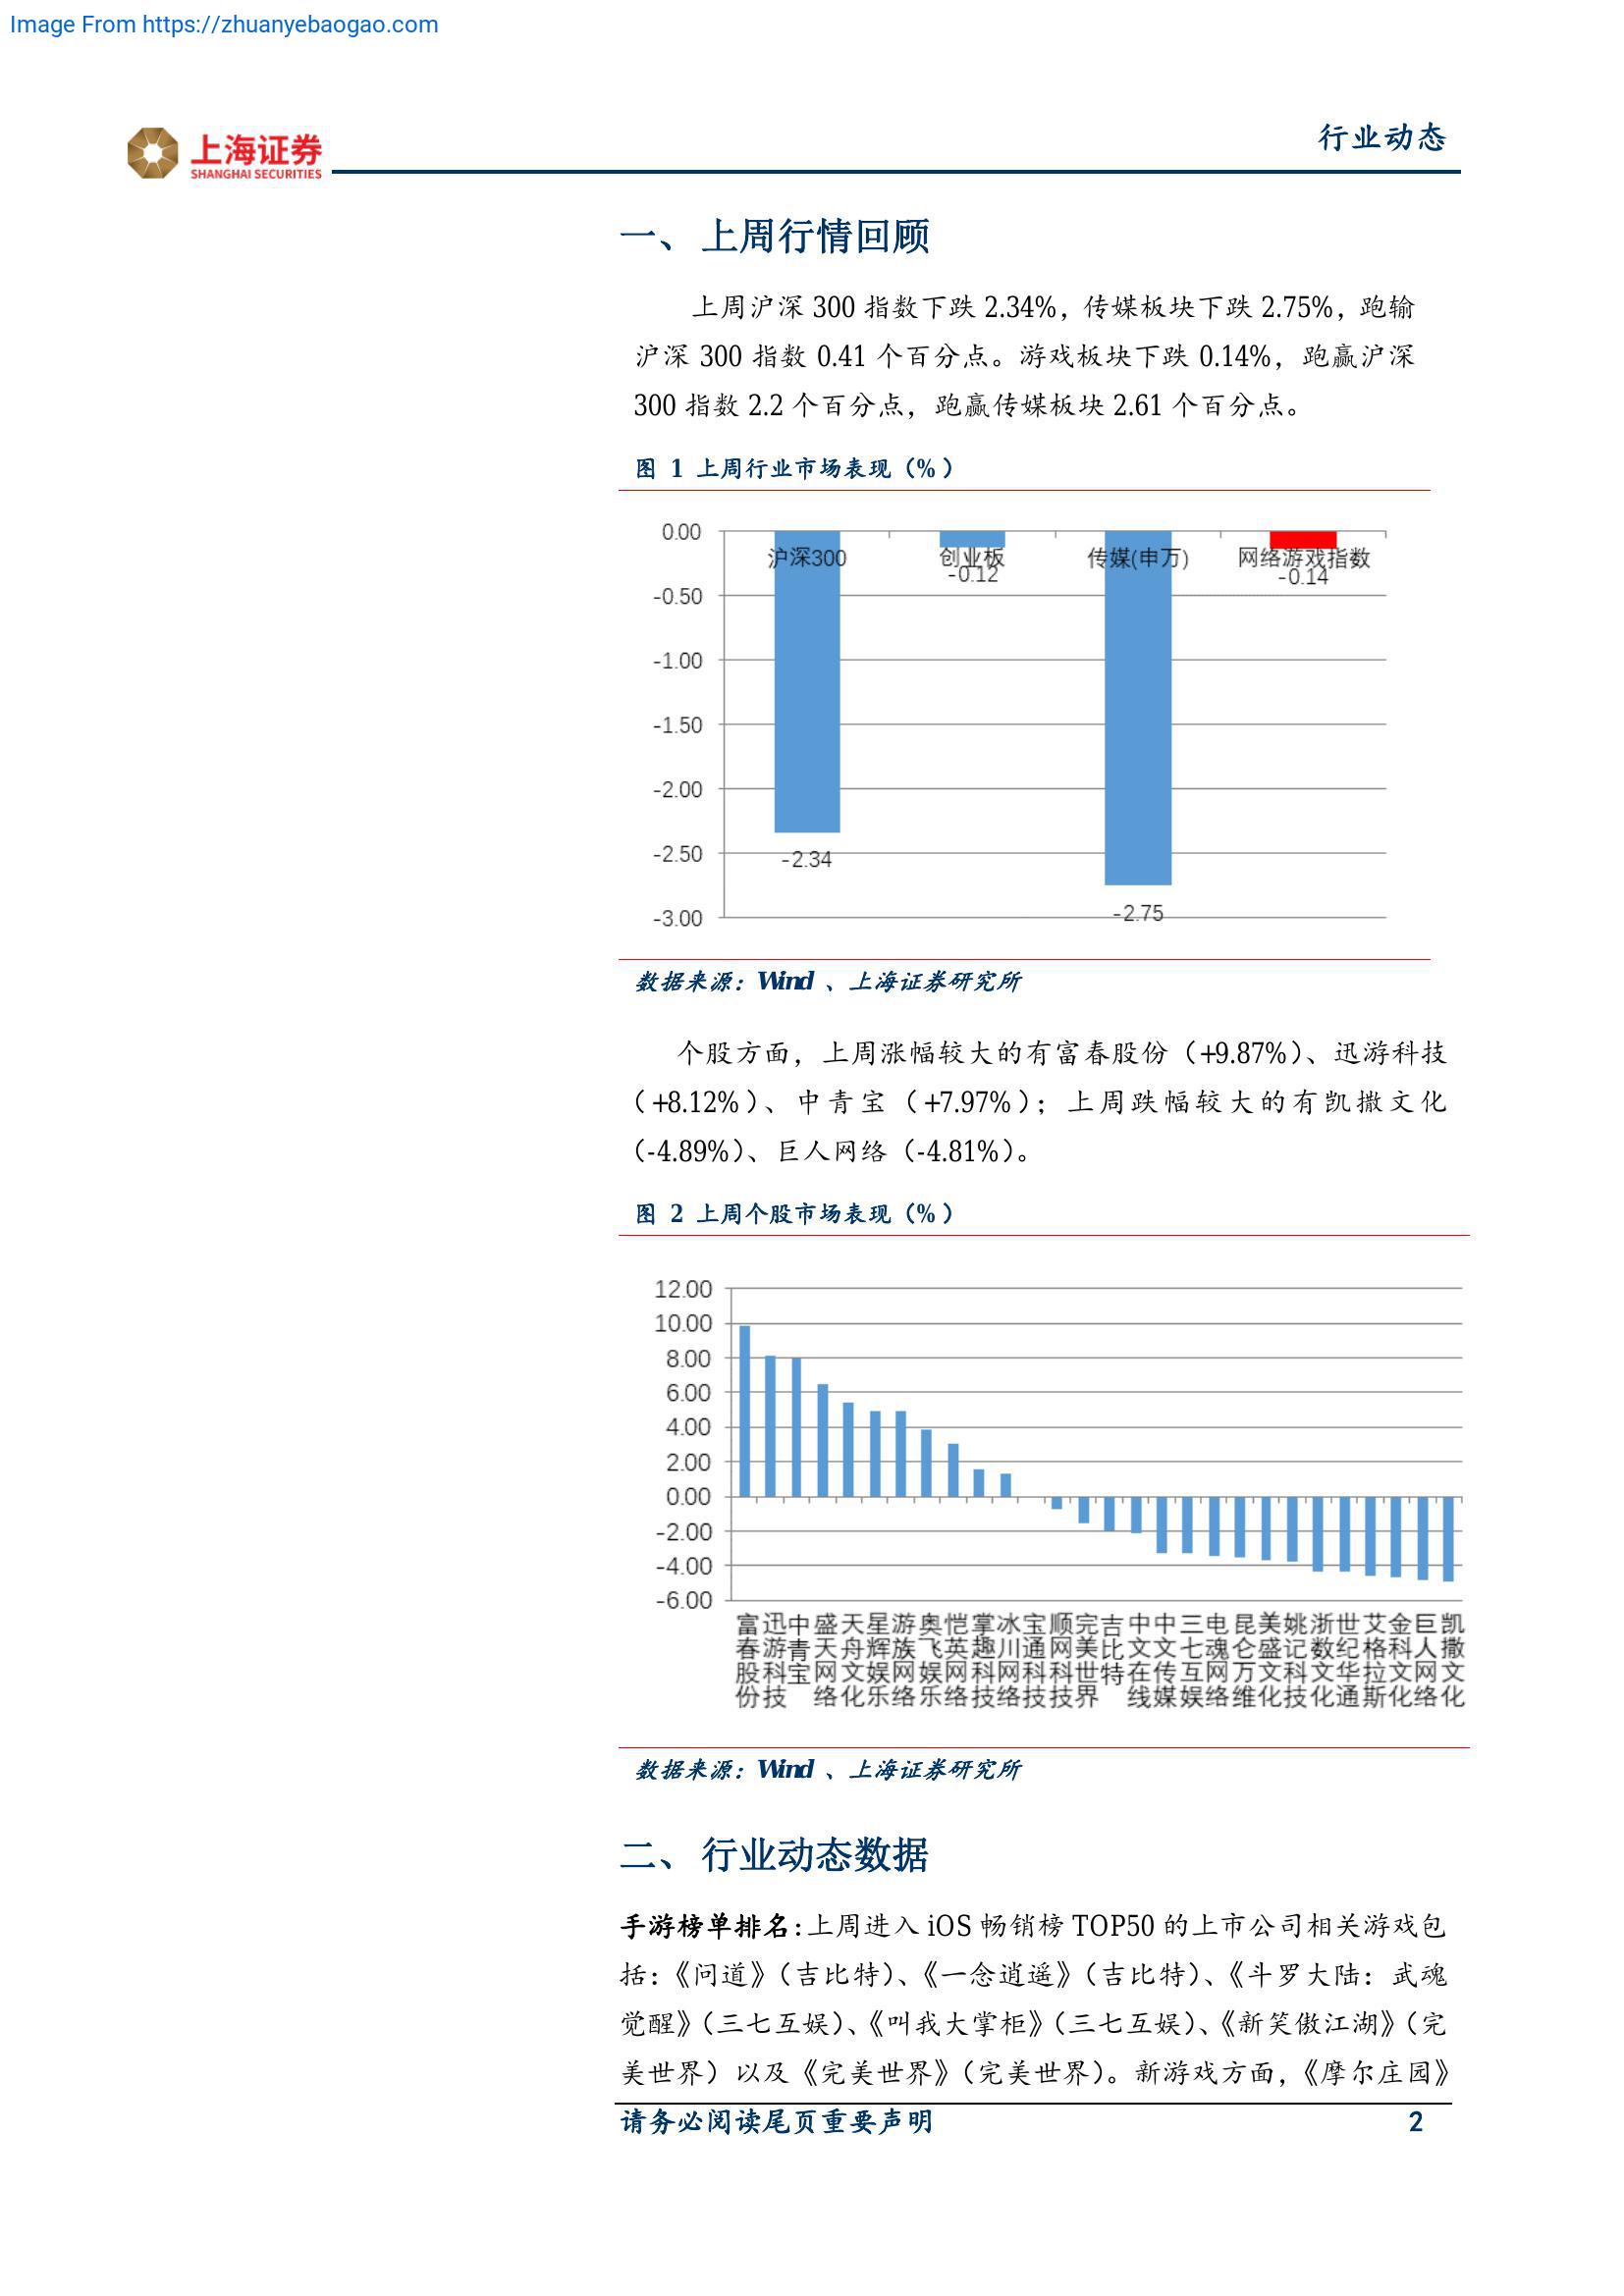 Image From https://zhuanyebaogao.com
上海证券
SHANGHAI SECURITIES
行业动态
一、 上周行情回顾
上周沪深 300 指数下跌 2.34%，传媒板块下跌 2.75%，跑输
沪深 300 指数 0.41 个百分点。游戏板块下跌 0.14%，跑赢沪深
300 指数 2.2 个百分点，跑赢传媒板块 2.61 个百分点。
图 1 上周行业市场表现（%）
0.00
-0.50
-1.00
-1.50
-2.00
-2.50
-3.00
沪深300 创业板 传媒(申万) 网络游戏指数
-2.34 -0.12 -2.75 -0.14
数据来源：Wind 、上海证券研究所
个股方面，上周涨幅较大的有富春股份（+9.87%）、迅游科技
（+8.12%）、中青宝（+7.97%）；上周跌幅较大的有凯撒文化
（-4.89%）、巨人网络（-4.81%）。
图 2 上周个股市场表现（%）
12.00
10.00
8.00
6.00
4.00
2.00
0.00
-2.00
-4.00
-6.00
富春股份
迅游科技
中青宝
盛天网络
天舟文化
星辉娱乐
游族网络
奥飞娱乐
恺英网络
掌趣科技
冰川网络
宝通科技
顺网科技
完美世界
吉比特
中文在线
中文传媒
三七互娱
电魂网络
昆仑万维
美盛文化
姚记科技
浙数文化
世纪华通
艾格拉斯
金科文化
巨人网络
凯撒文化
数据来源：Wind 、上海证券研究所
二、 行业动态数据
手游榜单排名：上周进入 iOS 畅销榜 TOP50 的上市公司相关游戏包
括：《问道》（吉比特）、《一念逍遥》（吉比特）、《斗罗大陆：武魂
觉醒》（三七互娱）、《叫我大掌柜》（三七互娱）、《新笑傲江湖》（完
美世界）以及《完美世界》（完美世界）。新游戏方面，《摩尔庄园》
请务必阅读尾页重要声明
2